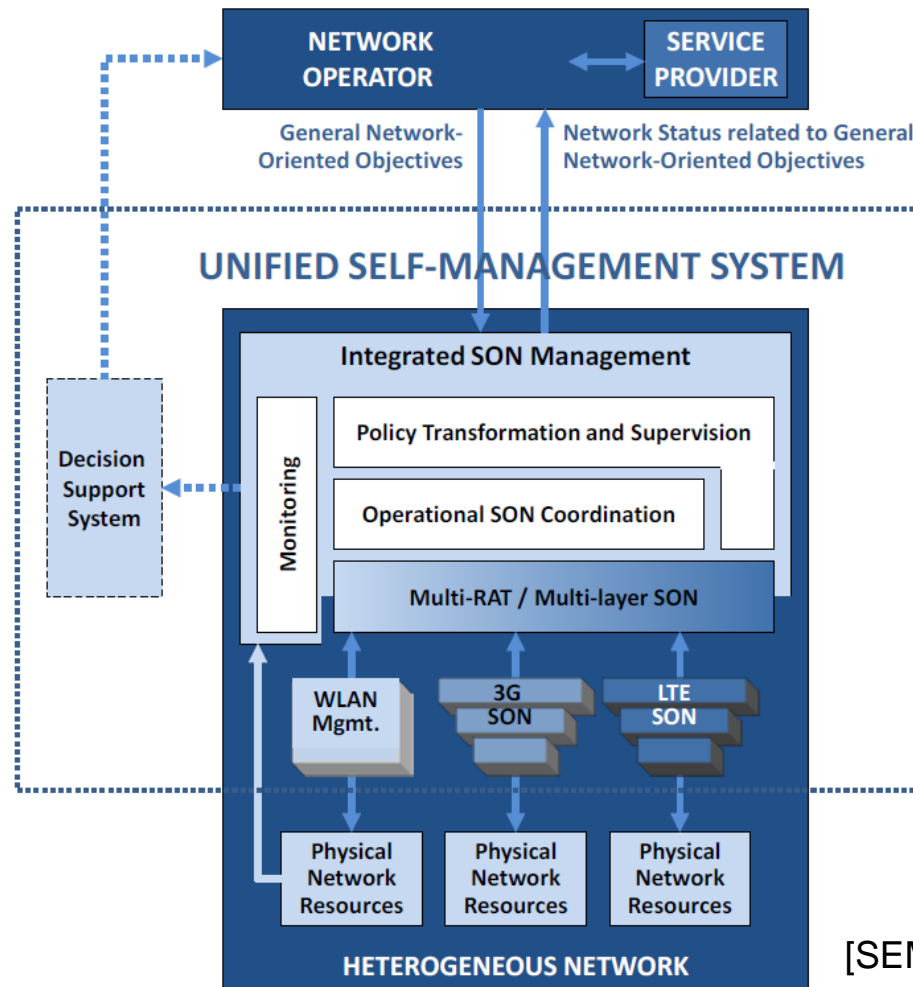 NETWORK
OPERATOR
SERVICE
PROVIDER
General Network-
Oriented Objectives
Network Status related to General
Network-Oriented Objectives
UNIFIED SELF-MANAGEMENT SYSTEM
Integrated SON Management
Decision
Support
System
Monitoring
Policy Transformation and Supervision
Operational SON Coordination
Multi-RAT / Multi-layer SON
WLAN
Mgmt.
3G
SON
LTE
SON
Physical
Network
Resources
Physical
Network
Resources
Physical
Network
Resources
HETEROGENEOUS NETWORK